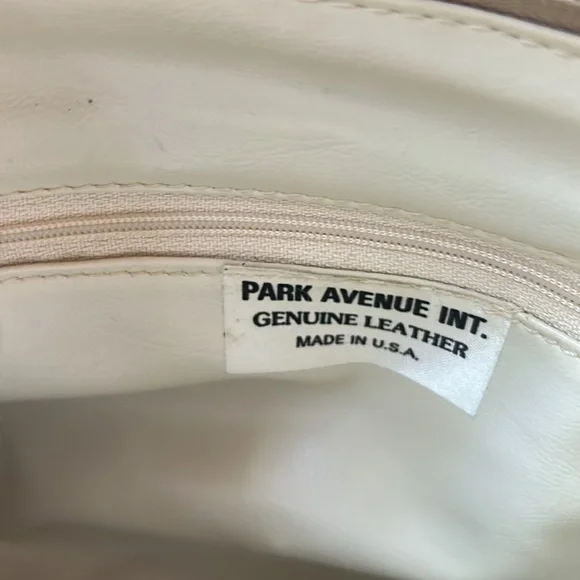 PARK AVENUE INT.
GENUINE LEATHER
MADE IN U.S.A.